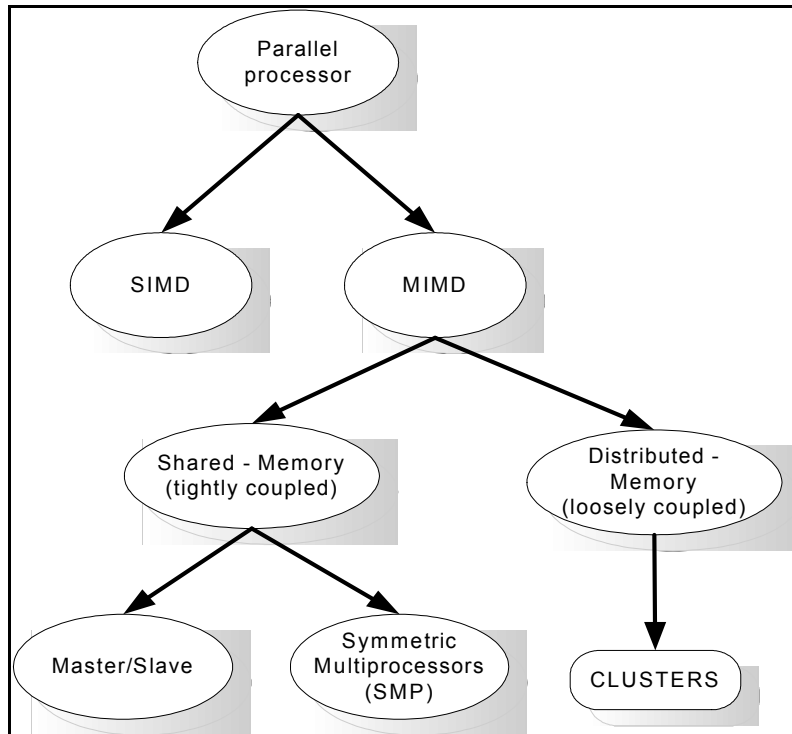 Parallel
processor
SIMD
MIMD
Shared - Memory
(tightly coupled)
Distributed -
Memory
(loosely coupled)
Master/Slave
Symmetric
Multiprocessors
(SMP)
CLUSTERS